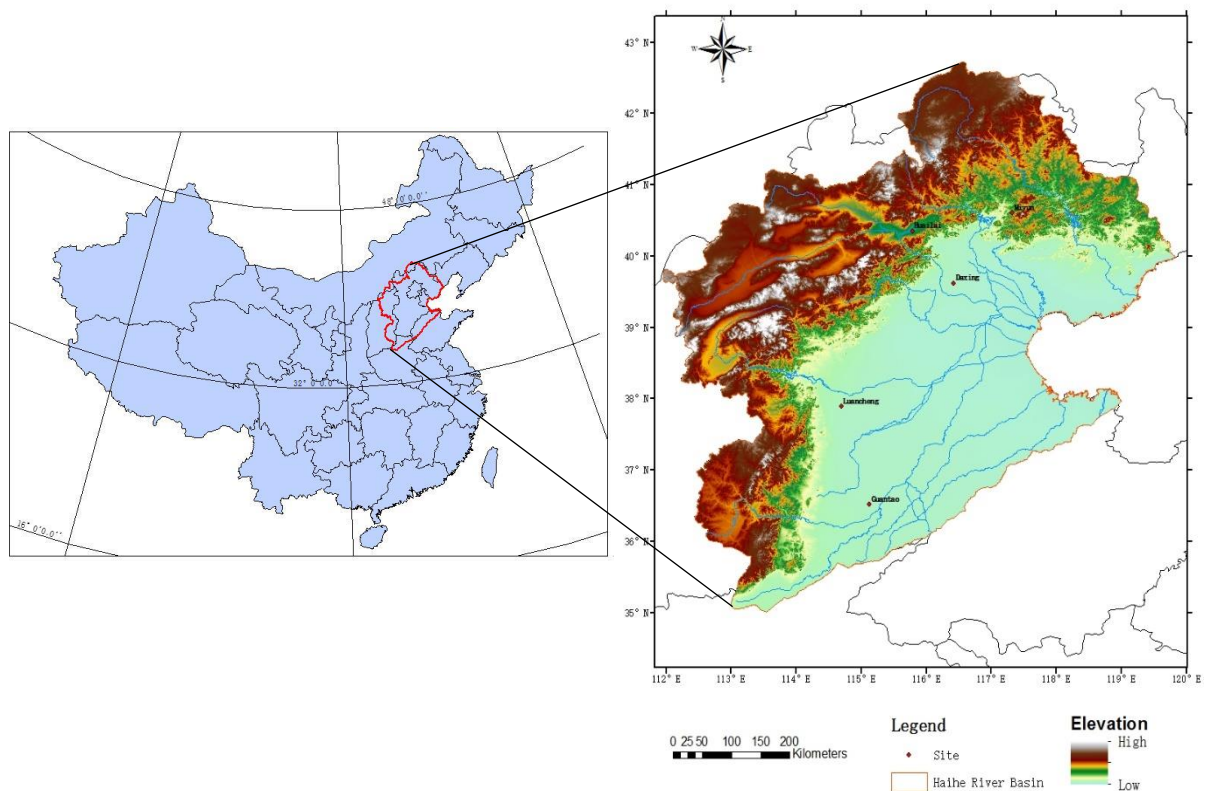 48° 0'0.0''
32° 0'0.0''
16° 0'0.0''
N
W E
S
43° N
42° N
41° N
40° N
39° N
38° N
37° N
36° N
35° N
Miyun
Huailai
Daxing
Luancheng
Guantao
112° E 113° E 114° E 115° E 116° E 117° E 118° E 119° E 120° E
0 25 50 100 150 200
Kilometers
Legend
Site
Haihe River Basin
Elevation
High
Low